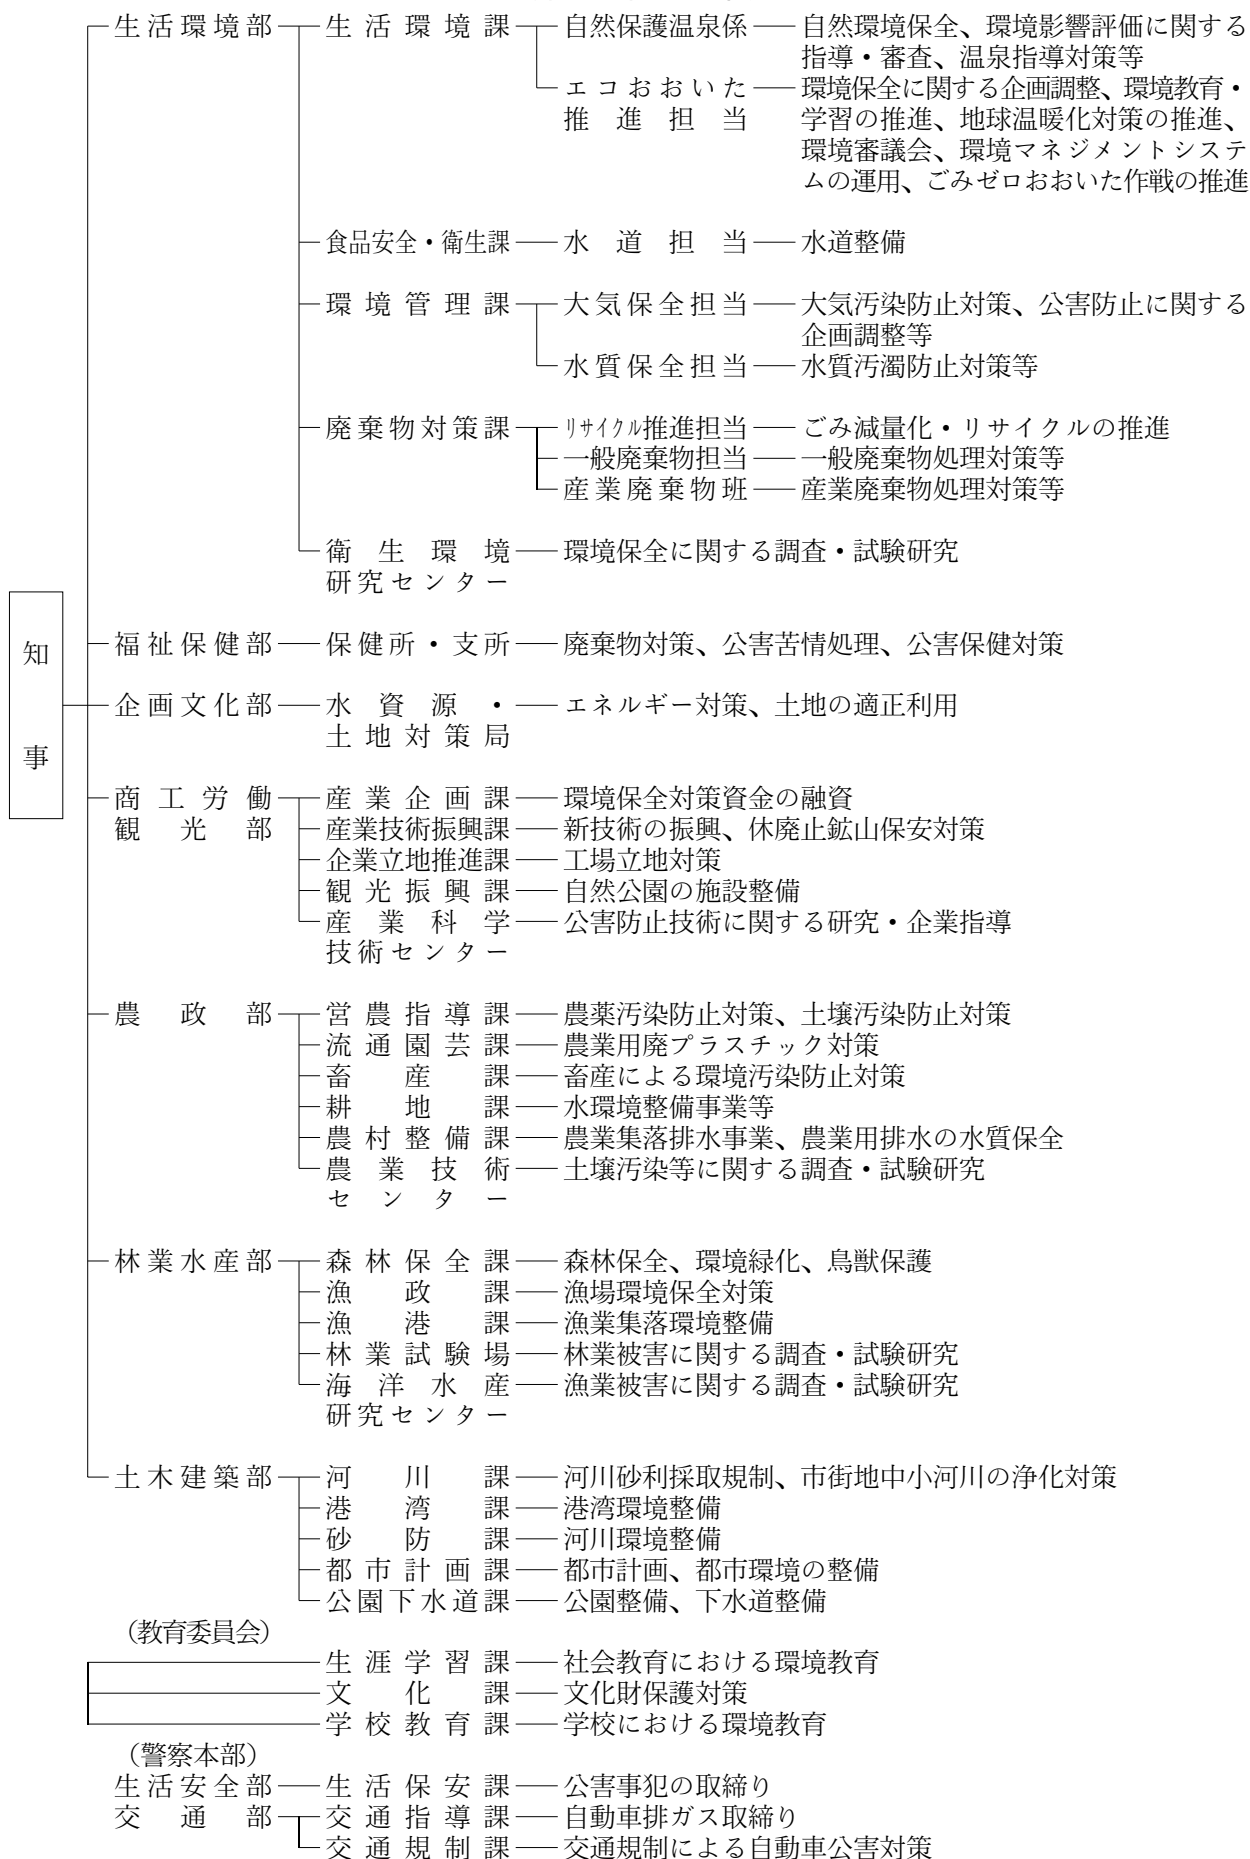 生活環境部 生活環境課 自然保護温泉係 自然環境保全、環境影響評価に関する
指導・審査、温泉指導対策等
エコおおいた 環境保全に関する企画調整、環境教育・
推進担当 学習の推進、地球温暖化対策の推進、
環境審議会、環境マネジメントシステ
ムの運用、ごみゼロおおいた作戦の推進
食品安全・衛生課 水道担当 水道整備
環境管理課 大気保全担当 大気汚染防止対策、公害防止に関する
企画調整等
水質保全担当 水質汚濁防止対策等
廃棄物対策課 リサイクル推進担当 ごみ減量化・リサイクルの推進
一般廃棄物担当 一般廃棄物処理対策等
産業廃棄物班 産業廃棄物処理対策等
衛生環境 環境保全に関する調査・試験研究
研究センター
知事
福祉保健部 保健所・支所 廃棄物対策、公害苦情処理、公害保健対策
企画文化部 水資源・ エネルギー対策、土地の適正利用
土地対策局
商工労働 産業企画課 環境保全対策資金の融資
観光部 産業技術振興課 新技術の振興、休廃止鉱山保安対策
企業立地推進課 工場立地対策
観光振興課 自然公園の施設整備
産業科学 公害防止技術に関する研究・企業指導
技術センター
農政部 営農指導課 農薬汚染防止対策、土壌汚染防止対策
流通園芸課 農業用廃プラスチック対策
畜産課 畜産による環境汚染防止対策
耕地課 水環境整備事業等
農村整備課 農業集落排水事業、農業用排水の水質保全
農業技術 土壌汚染等に関する調査・試験研究
センター
林業水産部 森林保全課 森林保全、環境緑化、鳥獣保護
漁政課 漁場環境保全対策
漁港課 漁業集落環境整備
林業試験場 林業被害に関する調査・試験研究
海洋水産 漁業被害に関する調査・試験研究
研究センター
土木建築部 河川課 河川砂利採取規制、市街地中小河川の浄化対策
港湾課 港湾環境整備
砂防課 河川環境整備
都市計画課 都市計画、都市環境の整備
公園下水道課 公園整備、下水道整備
（教育委員会）
生涯学習課 社会教育における環境教育
文化課 文化財保護対策
学校教育課 学校における環境教育
（警察本部）
生活安全部 生活保安課 公害事犯の取締り
交通部 交通指導課 自動車排ガス取締り
交通規制課 交通規制による自動車公害対策